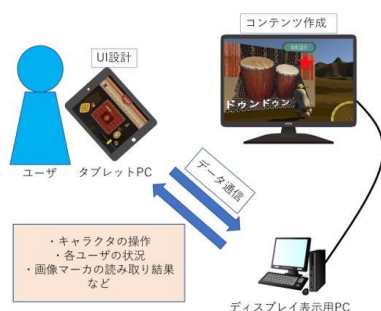 コンテンツ作成
UI設計
04:21
ドゥンドゥン
ユーザ
タブレットPC
データ通信
・キャラクタの操作
・各ユーザの状況
・画像マーカの読み取り結果
など
ディスプレイ表示用PC